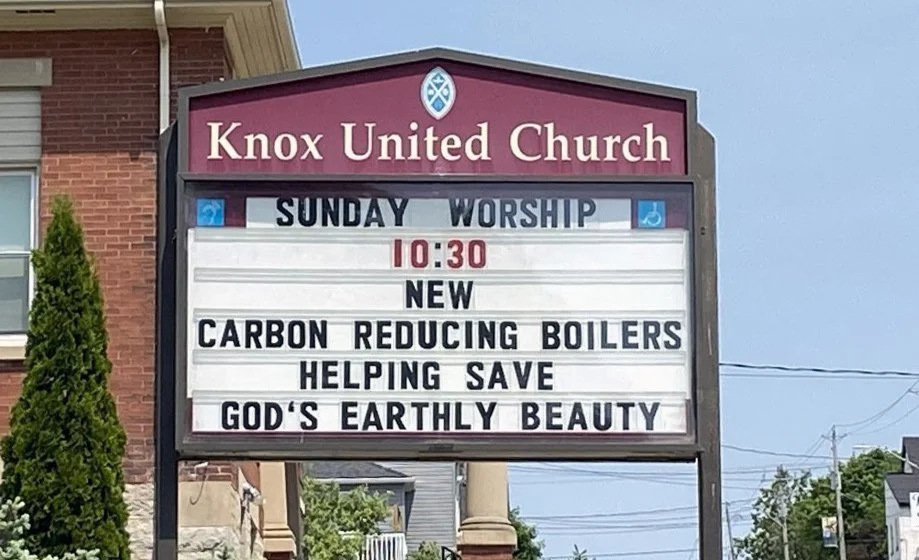 Knox United Church
SUNDAY WORSHIP
10:30
NEW
CARBON REDUCING BOILERS
HELPING SAVE
GOD'S EARTHLY BEAUTY